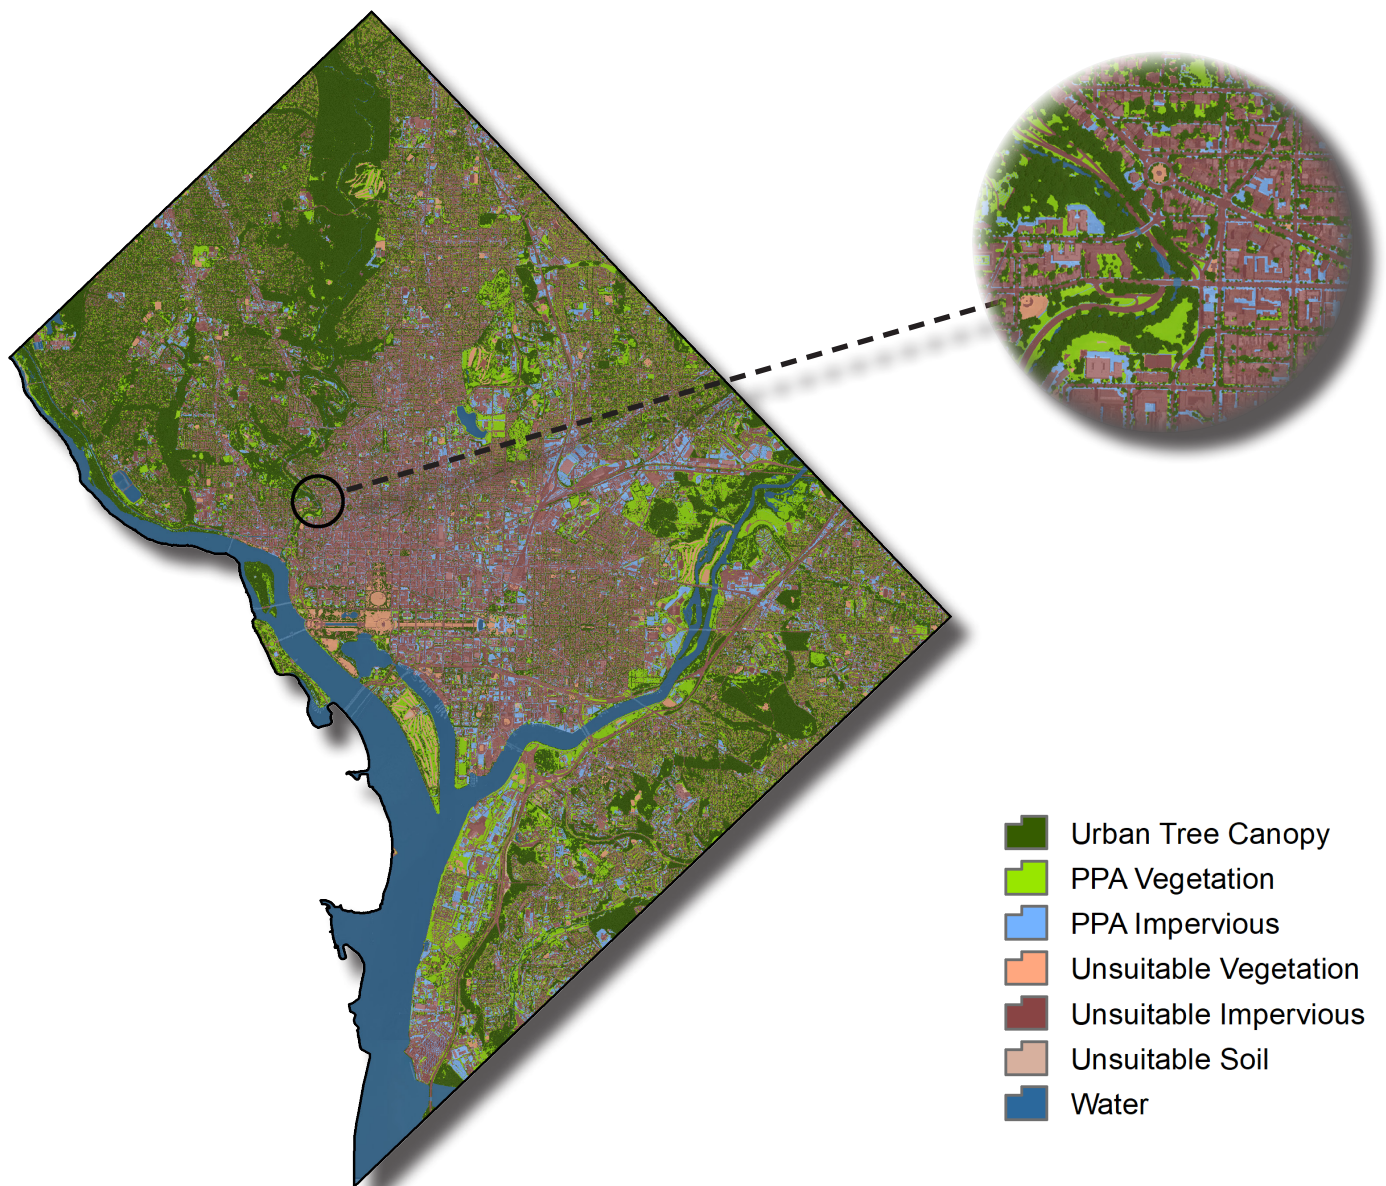 Urban Tree Canopy
PPA Vegetation
PPA Impervious
Unsuitable Vegetation
Unsuitable Impervious
Unsuitable Soil
Water